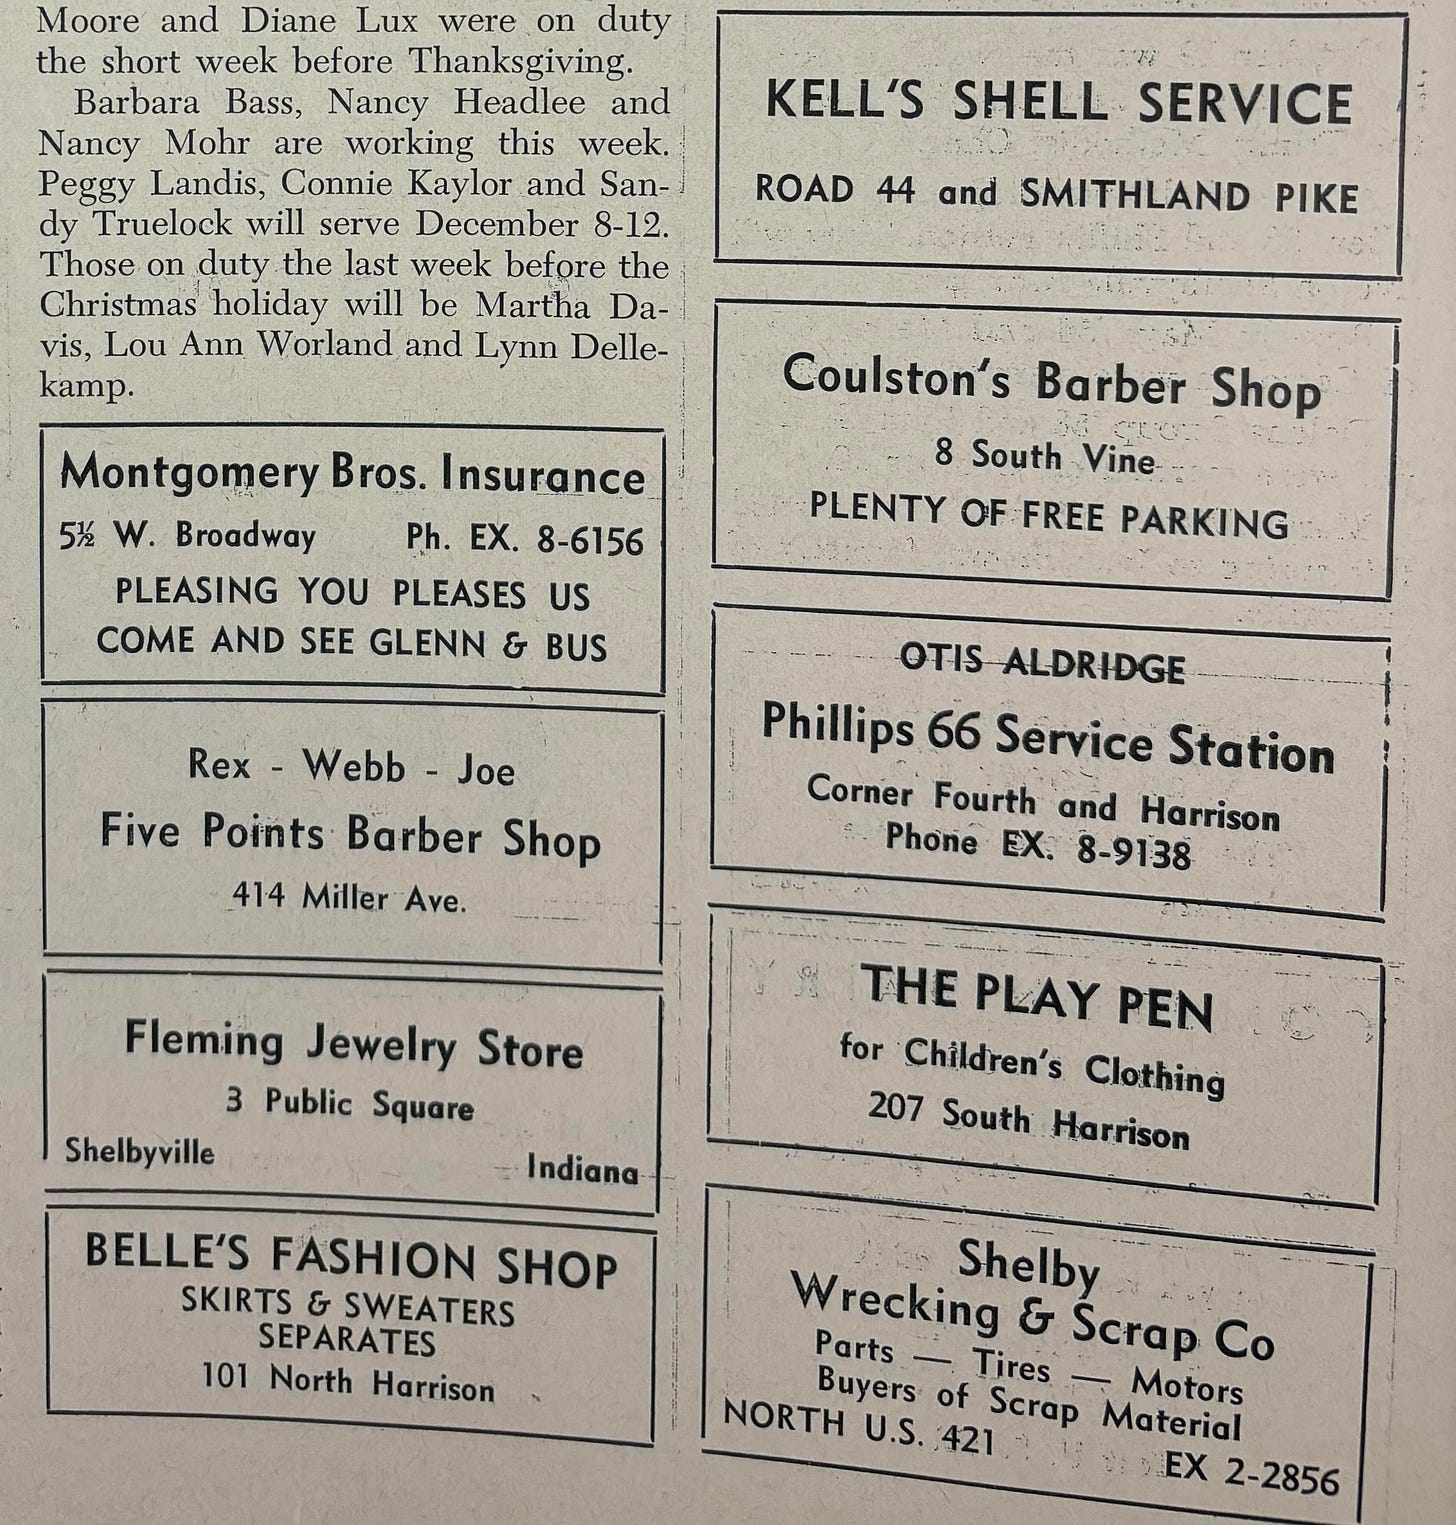 Moore and Diane Lux were on duty
the short week before Thanksgiving.
Barbara Bass, Nancy Headlee and
Nancy Mohr are working this week.
Peggy Landis, Connie Kaylor and San-
dy Truelock will serve December 8-12.
Those on duty the last week before the
Christmas holiday will be Martha Da-
vis, Lou Ann Worland and Lynn Delle-
kamp.
Montgomery Bros. Insurance
5½ W. Broadway Ph. EX. 8-6156
PLEASING YOU PLEASES US
COME AND SEE GLENN & BUS
Rex - Webb - Joe
Five Points Barber Shop
414 Miller Ave.
Fleming Jewelry Store
3 Public Square
Shelbyville Indiana
BELLE'S FASHION SHOP
SKIRTS & SWEATERS
SEPARATES
101 North Harrison
KELL'S SHELL SERVICE
ROAD 44 and SMITHLAND PIKE
Coulston's Barber Shop
8 South Vine
PLENTY OF FREE PARKING
OTIS ALDRIDGE
Phillips 66 Service Station
Corner Fourth and Harrison
Phone EX. 8-9138
THE PLAY PEN
for Children's Clothing
207 South Harrison
Shelby
Wrecking & Scrap Co
Parts — Tires — Motors
Buyers of Scrap Material
NORTH U.S. 421 EX 2-2856